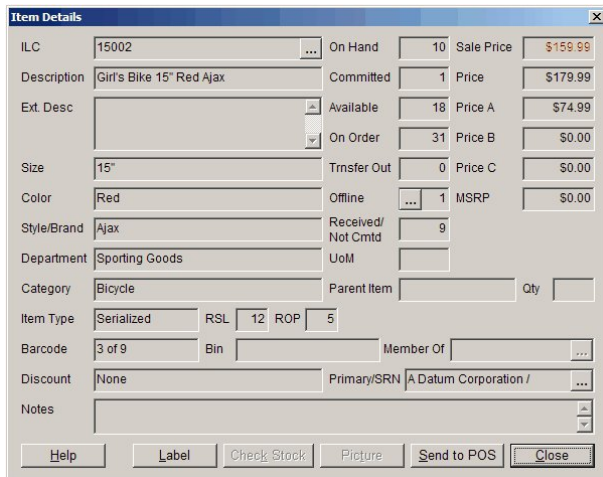 Item Details
ILC 15002 ... On Hand 10 Sale Price $159.99
Description Girl's Bike 15" Red Ajax Committed 1 Price $179.99
Ext. Desc Available 18 Price A $74.99
On Order 31 Price B $0.00
Size 15" Trnsfer Out 0 Price C $0.00
Color Red Offline ... 1 MSRP $0.00
Style/Brand Ajax Received/
Not Cmtd 9
Department Sporting Goods UoM
Category Bicycle Parent Item Qty
Item Type Serialized RSL 12 ROP 5
Barcode 3 of 9 Bin Member Of ...
Discount None Primary/SRN A Datum Corporation / ...
Notes
Help Label Check Stock Picture Send to POS Close